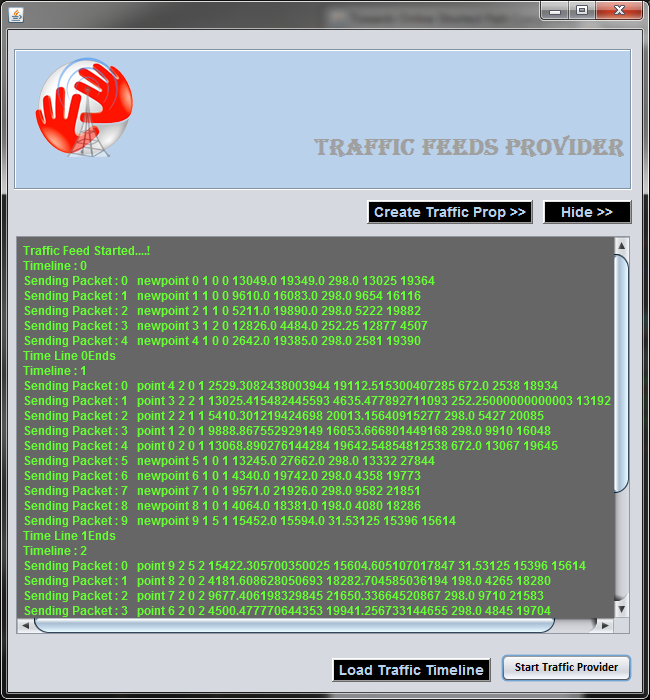 TRAFFIC FEEDS PROVIDER
Create Traffic Prop >>
Hide >>
Traffic Feed Started....!
Timeline : 0
Sending Packet : 0 newpoint 0 1 0 0 13049.0 19349.0 298.0 13025 19364
Sending Packet : 1 newpoint 1 1 0 0 9610.0 16083.0 298.0 9654 16116
Sending Packet : 2 newpoint 2 1 1 0 5211.0 19890.0 298.0 5222 19882
Sending Packet : 3 newpoint 3 1 2 0 12826.0 4484.0 252.25 12877 4507
Sending Packet : 4 newpoint 4 1 0 0 2642.0 19385.0 298.0 2581 19390
Time Line 0Ends
Timeline : 1
Sending Packet : 0 point 4 2 0 1 2529.3082438003944 19112.515300407285 672.0 2538 18934
Sending Packet : 1 point 3 2 2 1 13025.415482445593 4635.477892711093 252.25000000000003 13192
Sending Packet : 2 point 2 2 1 1 5410.301219424698 20013.15640915277 298.0 5427 20085
Sending Packet : 3 point 1 2 0 1 9888.867552929149 16053.666801449168 298.0 9910 16048
Sending Packet : 4 point 0 2 0 1 13068.890276144284 19642.54854812538 672.0 13067 19645
Sending Packet : 5 newpoint 5 1 0 1 13245.0 27662.0 298.0 13332 27844
Sending Packet : 6 newpoint 6 1 0 1 4340.0 19742.0 298.0 4358 19773
Sending Packet : 7 newpoint 7 1 0 1 9571.0 21926.0 298.0 9582 21851
Sending Packet : 8 newpoint 8 1 0 1 4064.0 18381.0 198.0 4080 18286
Sending Packet : 9 newpoint 9 1 5 1 15452.0 15594.0 31.53125 15396 15614
Time Line 1Ends
Timeline : 2
Sending Packet : 0 point 9 2 5 2 15422.305700350025 15604.605107017847 31.53125 15396 15614
Sending Packet : 1 point 8 2 0 2 4181.608628050693 18282.704585036194 198.0 4265 18280
Sending Packet : 2 point 7 2 0 2 9677.406198329845 21650.33664520867 298.0 9710 21583
Sending Packet : 3 point 6 2 0 2 4500.477770644353 19941.256733144655 298.0 4845 19704
Load Traffic Timeline
Start Traffic Provider